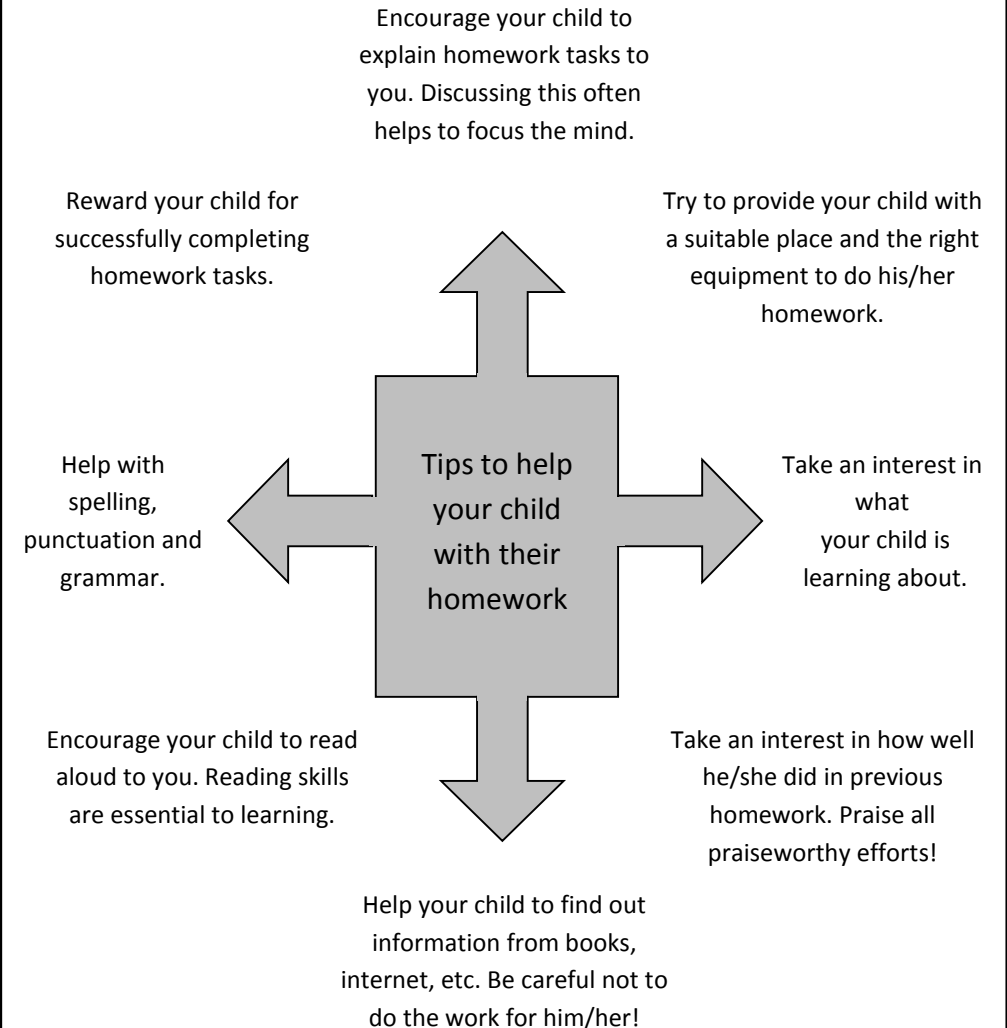 Encourage your child to
explain homework tasks to
you. Discussing this often
helps to focus the mind.
Reward your child for
successfully completing
homework tasks.
Try to provide your child with
a suitable place and the right
equipment to do his/her
homework.
Help with
spelling,
punctuation and
grammar.
Tips to help
your child
with their
homework
Take an interest in
what
your child is
learning about.
Encourage your child to read
aloud to you. Reading skills
are essential to learning.
Take an interest in how well
he/she did in previous
homework. Praise all
praiseworthy efforts!
Help your child to find out
information from books,
internet, etc. Be careful not to
do the work for him/her!